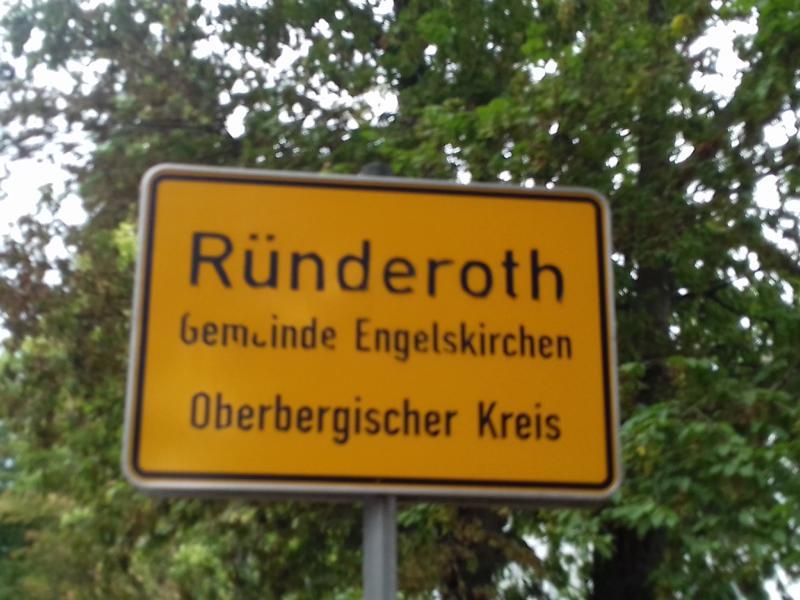 Ründeroth
Gemeinde Engelskirchen
Oberbergischer Kreis